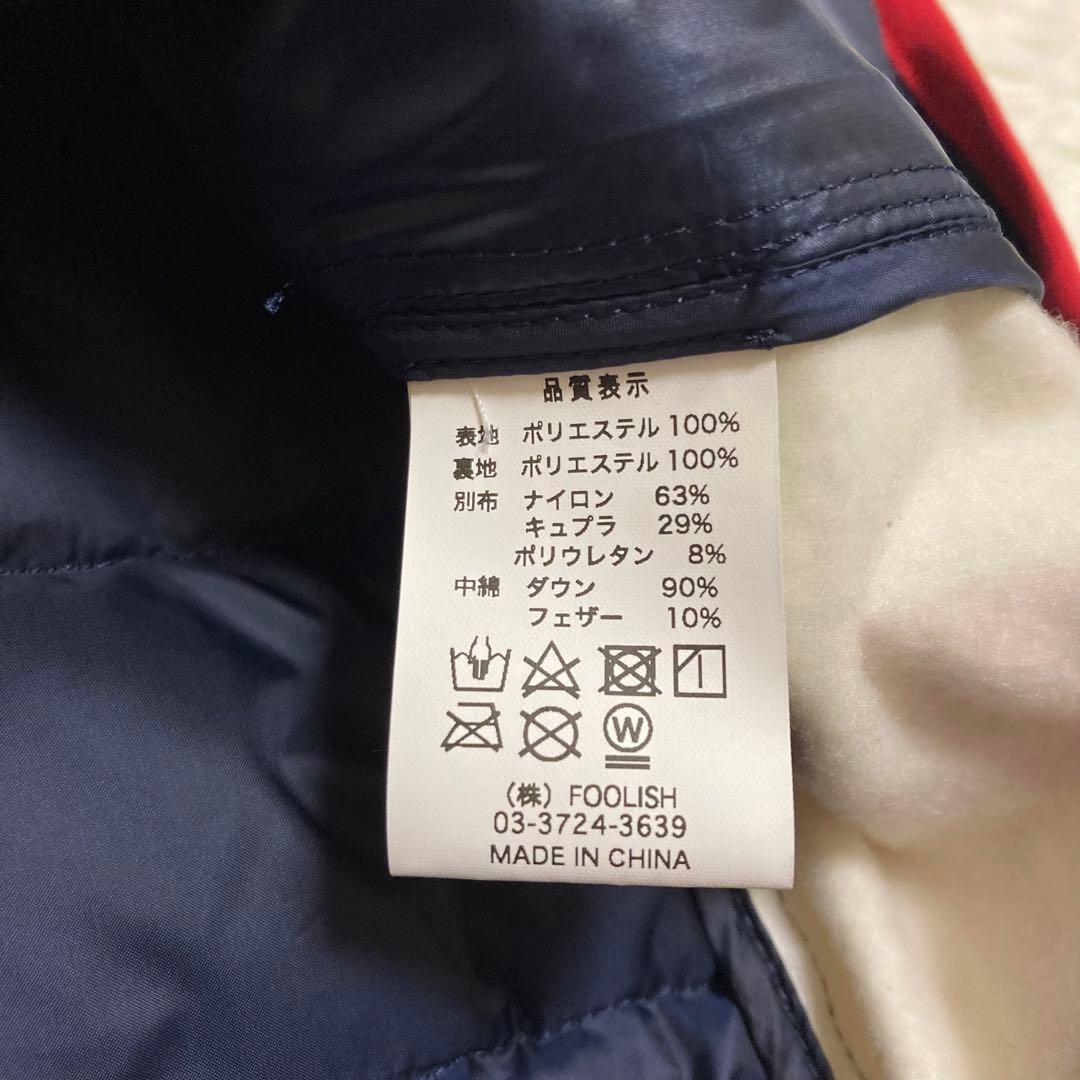 品質表示
表地 ポリエステル 100%
裏地 ポリエステル 100%
別布 ナイロン 63%
キュプラ 29%
ポリウレタン 8%
中綿 ダウン 90%
フェザー 10%
W
(株) FOOLISH
03-3724-3639
MADE IN CHINA